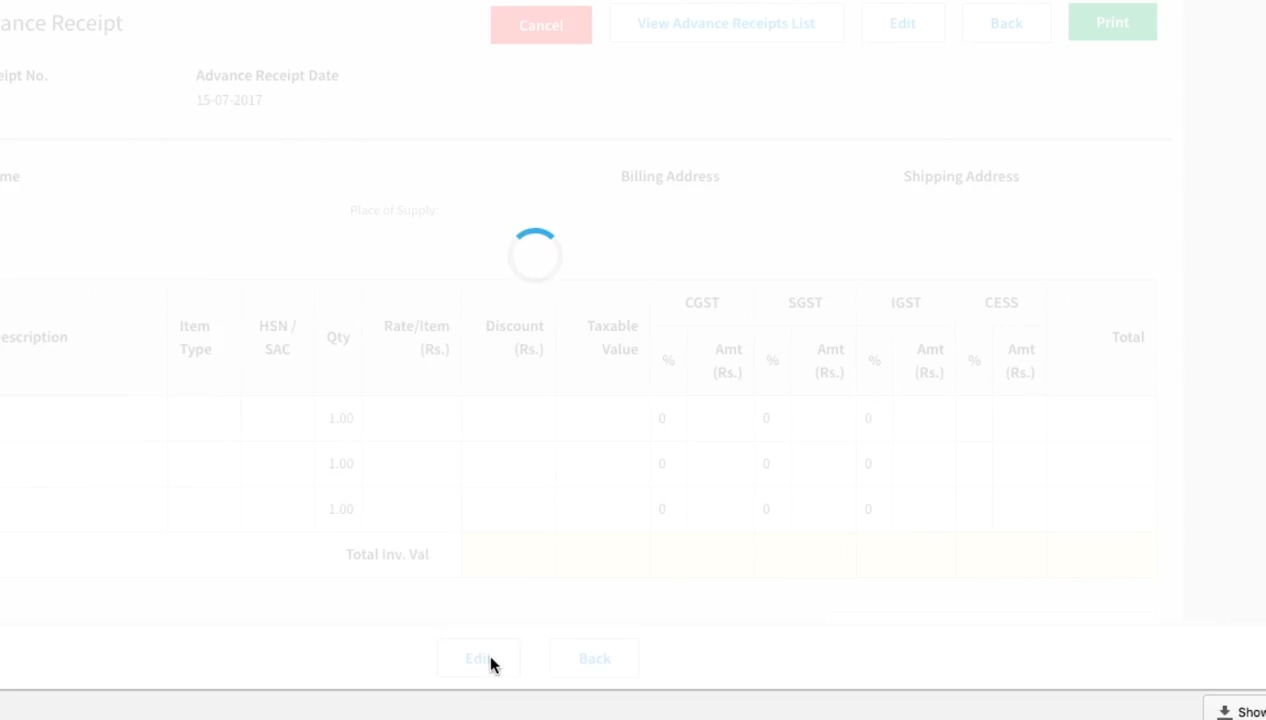 ance Receipt
Cancel
View Advance Receipts List
Edit
Back
Print
eipt No.
Advance Receipt Date
15-07-2017
me
Billing Address
Shipping Address
Place of Supply:
escription
Item Type
HSN / SAC
Qty
Rate/Item (Rs.)
Discount (Rs.)
Taxable Value
CGST
SGST
IGST
CESS
Total
% Amt (Rs.) % Amt (Rs.) % Amt (Rs.) % Amt (Rs.)
1.00 0 0 0
1.00 0 0 0
1.00 0 0 0
Total Inv. Val
Edit
Back
Show